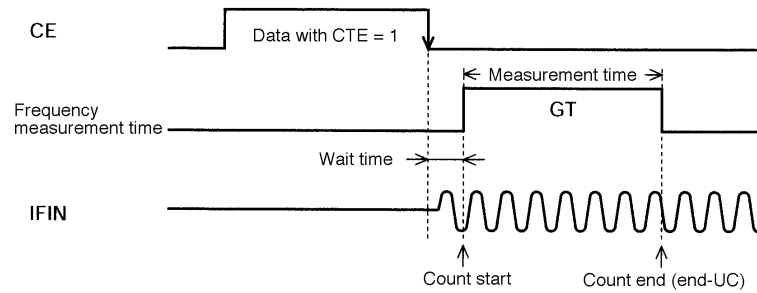 CE
Data with CTE = 1
Measurement time
GT
Frequency
measurement time
Wait time
IFIN
Count start
Count end (end-UC)